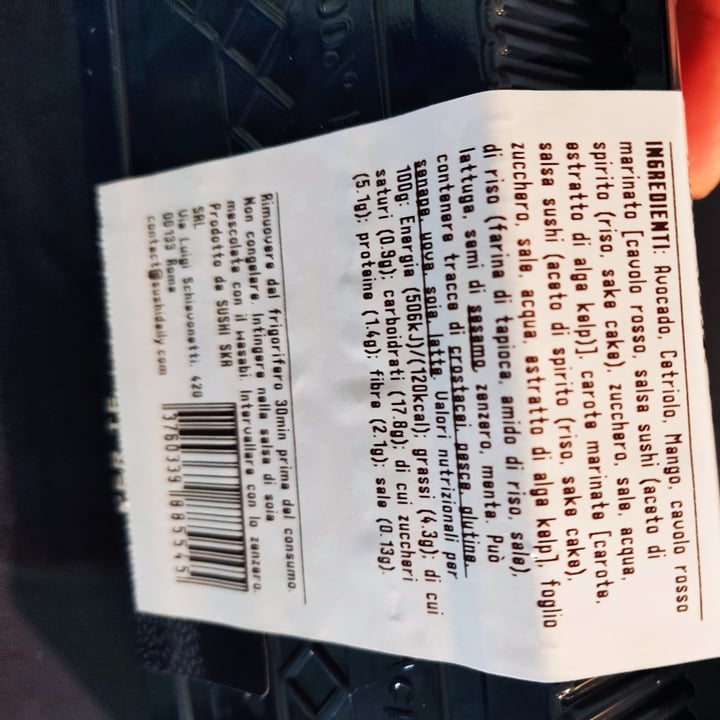 INGREDIENTI: Avocado, Cetriolo, Mango, cavolo rosso
marinato [cavolo rosso, salsa sushi (aceto di
spirito (riso, sake cake), zucchero, sale, acqua,
estratto di alga kelp)], carote marinate [carote,
salsa sushi (aceto di spirito (riso, sake cake),
zucchero, sale, acqua, estratto di alga kelp)] foglio
di riso (farina di tapioca, amido di riso, sale),
lattuga, semi di sesamo, zenzero, menta. Può
contenere tracce di crostacei, pesce, glutine,
senape, uova, soia, latte. Valori nutrizionali per
100g: Energia (506kJ)/(120kcal); grassi (4.3g); di cui
saturi (0.9g); carboidrati (17.8g); di cui zuccheri
(5.1g); proteine (1.4g); fibre (2.1g); sale (0.13g).
Rimuovere dal frigorifero 30min prima del consumo.
Non congelare. Intingere nella salsa di soia
mescolata con il wasabi. Intervallare con lo zenzero.
Prodotto da SUSHI SKR
SRL
Via Luigi Schiavonetti, 420
00 133 Roma
contact@sushidaily.com
3760339885545